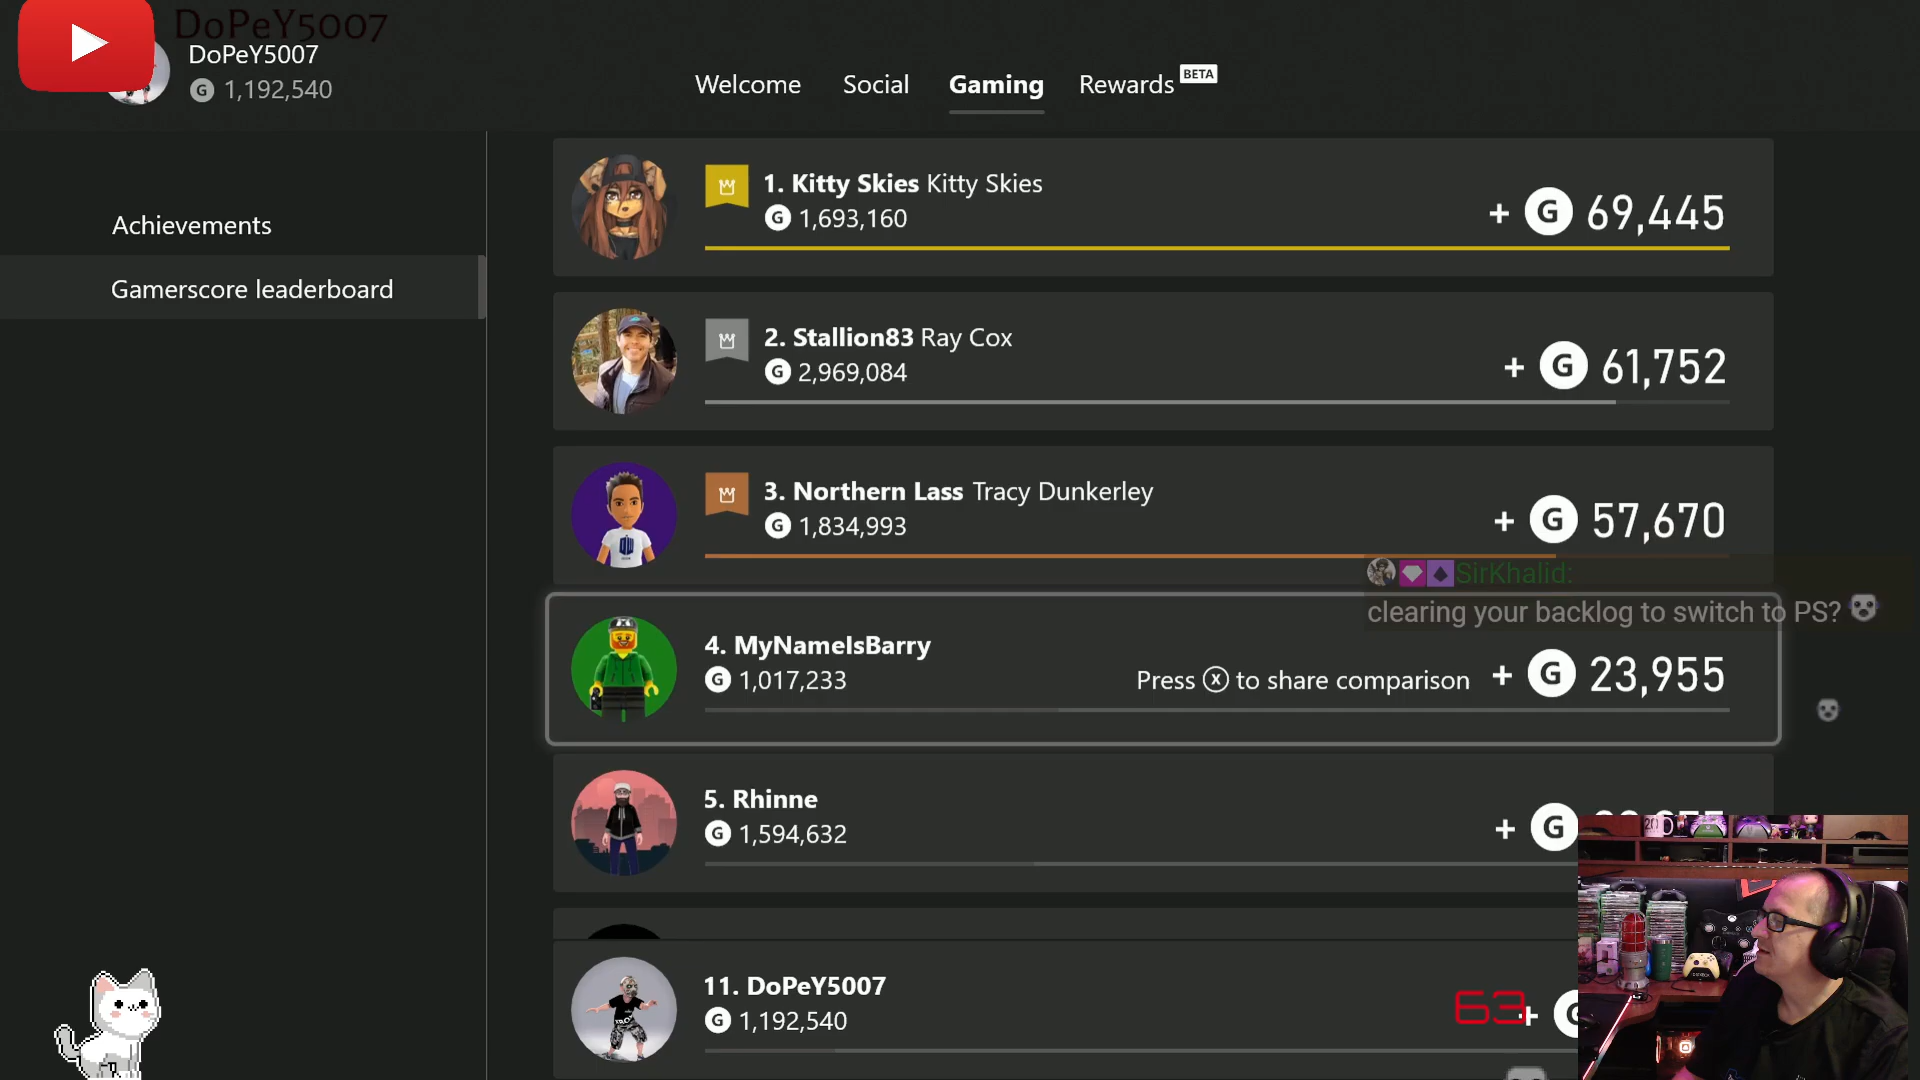 DoPeY5007
DoPeY5007
G 1,192,540
Welcome Social Gaming Rewards BETA
Achievements
Gamerscore leaderboard
1. Kitty Skies Kitty Skies
G 1,693,160
+ G 69,445
2. Stallion83 Ray Cox
G 2,969,084
+ G 61,752
3. Northern Lass Tracy Dunkerley
G 1,834,993
+ G 57,670
SirKhalid:
clearing your backlog to switch to PS?
4. MyNameIsBarry
G 1,017,233
Press X to share comparison + G 23,955
5. Rhinne
G 1,594,632
+ G
11. DoPeY5007
G 1,192,540
63 +